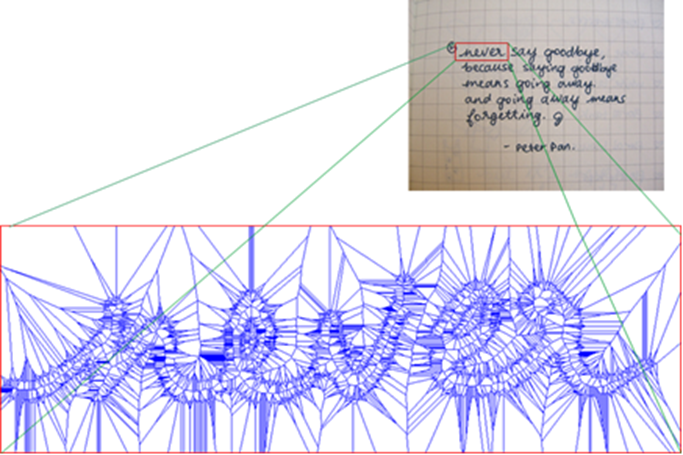 never say goodbye,
because saying goodbye
means going away.
and going away means
forgetting.
- Peter Pan.